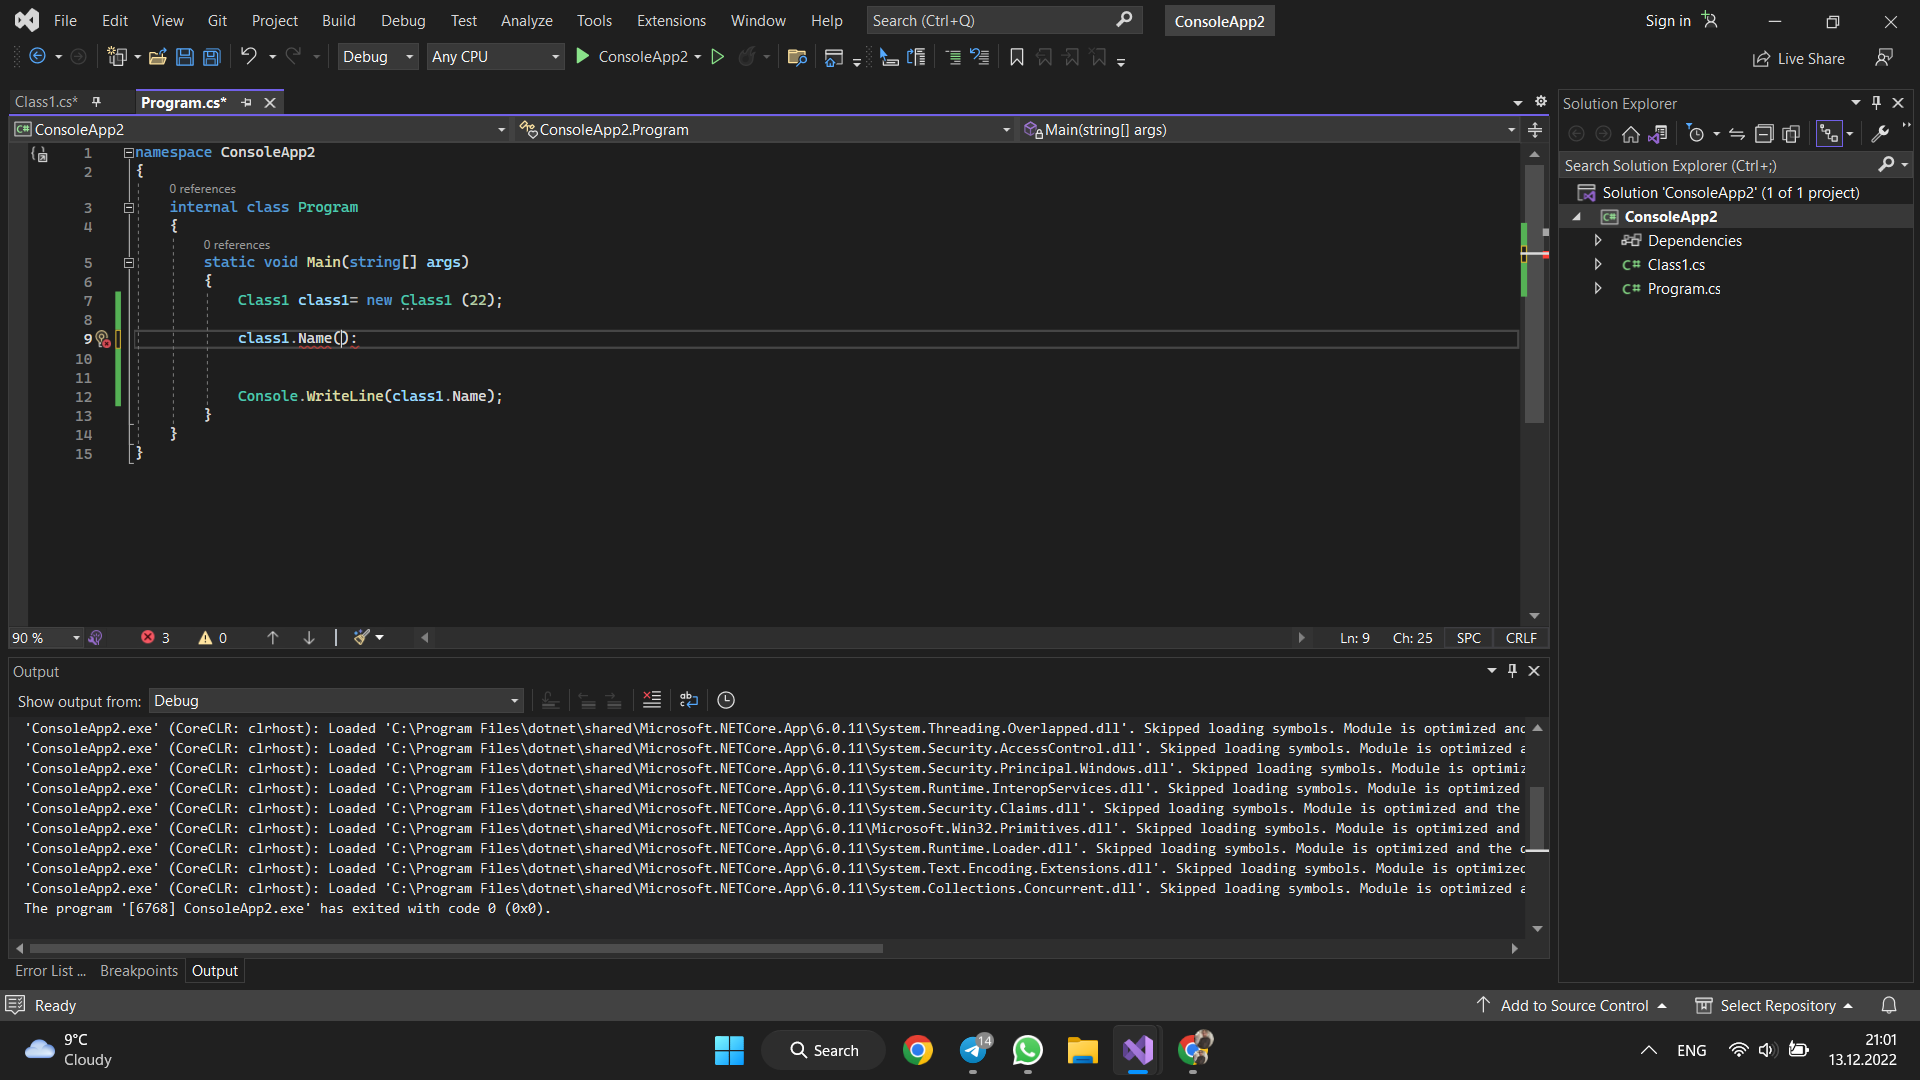 File Edit View Git Project Build Debug Test Analyze Tools Extensions Window Help Search (Ctrl+Q) ConsoleApp2 Sign in
Debug Any CPU ConsoleApp2 Live Share
Class1.cs* Program.cs*
ConsoleApp2 ConsoleApp2.Program Main(string[] args)
1 namespace ConsoleApp2
2 {
0 references
3 internal class Program
4 {
0 references
5 static void Main(string[] args)
6 {
7 Class1 class1= new Class1 (22);
8
9 class1.Name():
10
11
12 Console.WriteLine(class1.Name);
13 }
14 }
15 }
90 % 3 0 Ln: 9 Ch: 25 SPC CRLF
Solution Explorer
Search Solution Explorer (Ctrl+;)
Solution 'ConsoleApp2' (1 of 1 project)
ConsoleApp2
Dependencies
C# Class1.cs
C# Program.cs
Output
Show output from: Debug
'ConsoleApp2.exe' (CoreCLR: clrhost): Loaded 'C:\Program Files\dotnet\shared\Microsoft.NETCore.App\6.0.11\System.Threading.Overlapped.dll'. Skipped loading symbols. Module is optimized and
'ConsoleApp2.exe' (CoreCLR: clrhost): Loaded 'C:\Program Files\dotnet\shared\Microsoft.NETCore.App\6.0.11\System.Security.AccessControl.dll'. Skipped loading symbols. Module is optimized a
'ConsoleApp2.exe' (CoreCLR: clrhost): Loaded 'C:\Program Files\dotnet\shared\Microsoft.NETCore.App\6.0.11\System.Security.Principal.Windows.dll'. Skipped loading symbols. Module is optimiz
'ConsoleApp2.exe' (CoreCLR: clrhost): Loaded 'C:\Program Files\dotnet\shared\Microsoft.NETCore.App\6.0.11\System.Runtime.InteropServices.dll'. Skipped loading symbols. Module is optimized
'ConsoleApp2.exe' (CoreCLR: clrhost): Loaded 'C:\Program Files\dotnet\shared\Microsoft.NETCore.App\6.0.11\System.Security.Claims.dll'. Skipped loading symbols. Module is optimized and the
'ConsoleApp2.exe' (CoreCLR: clrhost): Loaded 'C:\Program Files\dotnet\shared\Microsoft.NETCore.App\6.0.11\Microsoft.Win32.Primitives.dll'. Skipped loading symbols. Module is optimized and
'ConsoleApp2.exe' (CoreCLR: clrhost): Loaded 'C:\Program Files\dotnet\shared\Microsoft.NETCore.App\6.0.11\System.Runtime.Loader.dll'. Skipped loading symbols. Module is optimized and the o
'ConsoleApp2.exe' (CoreCLR: clrhost): Loaded 'C:\Program Files\dotnet\shared\Microsoft.NETCore.App\6.0.11\System.Text.Encoding.Extensions.dll'. Skipped loading symbols. Module is optimized
'ConsoleApp2.exe' (CoreCLR: clrhost): Loaded 'C:\Program Files\dotnet\shared\Microsoft.NETCore.App\6.0.11\System.Collections.Concurrent.dll'. Skipped loading symbols. Module is optimized a
The program '[6768] ConsoleApp2.exe' has exited with code 0 (0x0).
Error List ... Breakpoints Output
Ready Add to Source Control Select Repository
9°C
Cloudy
Search
14
ENG
21:01
13.12.2022